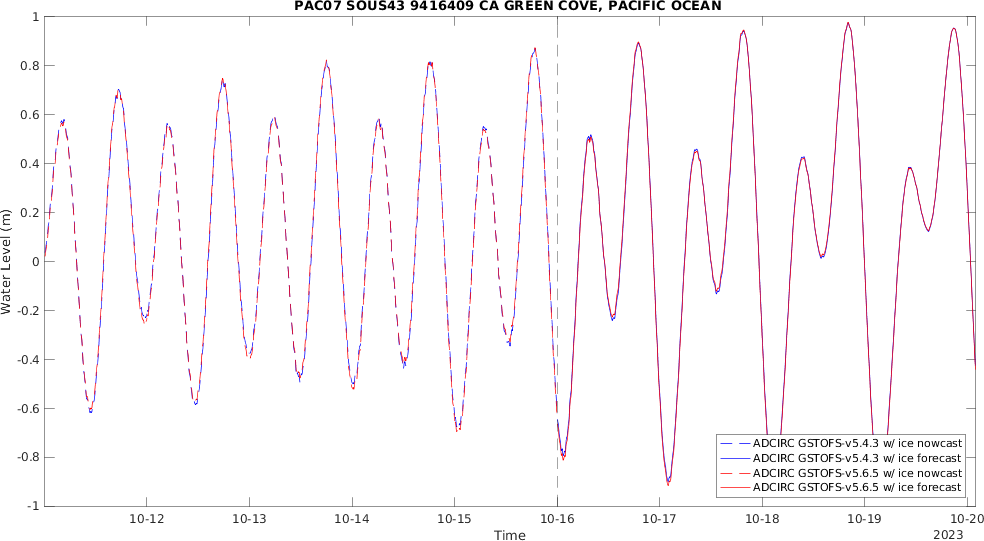 PAC07 SOUS43 9416409 CA GREEN COVE, PACIFIC OCEAN
1
0.8
0.6
0.4
0.2
0
-0.2
-0.4
-0.6
-0.8
-1
Water Level (m)
ADCIRC GSTOFS-v5.4.3 w/ ice nowcast
ADCIRC GSTOFS-v5.4.3 w/ ice forecast
ADCIRC GSTOFS-v5.6.5 w/ ice nowcast
ADCIRC GSTOFS-v5.6.5 w/ ice forecast
10-12 10-13 10-14 10-15 10-16 10-17 10-18 10-19 10-20
Time
2023